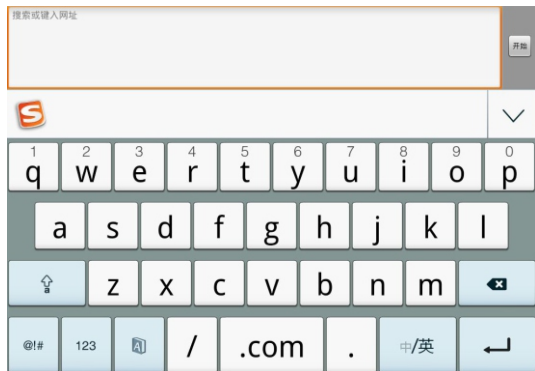 搜索或键入网址
开始
S
1 2 3 4 5 6 7 8 9 0
q w e r t y u i o p
a s d f g h j k l
a
z x c v b n m
@!# 123 A / .com . 中/英